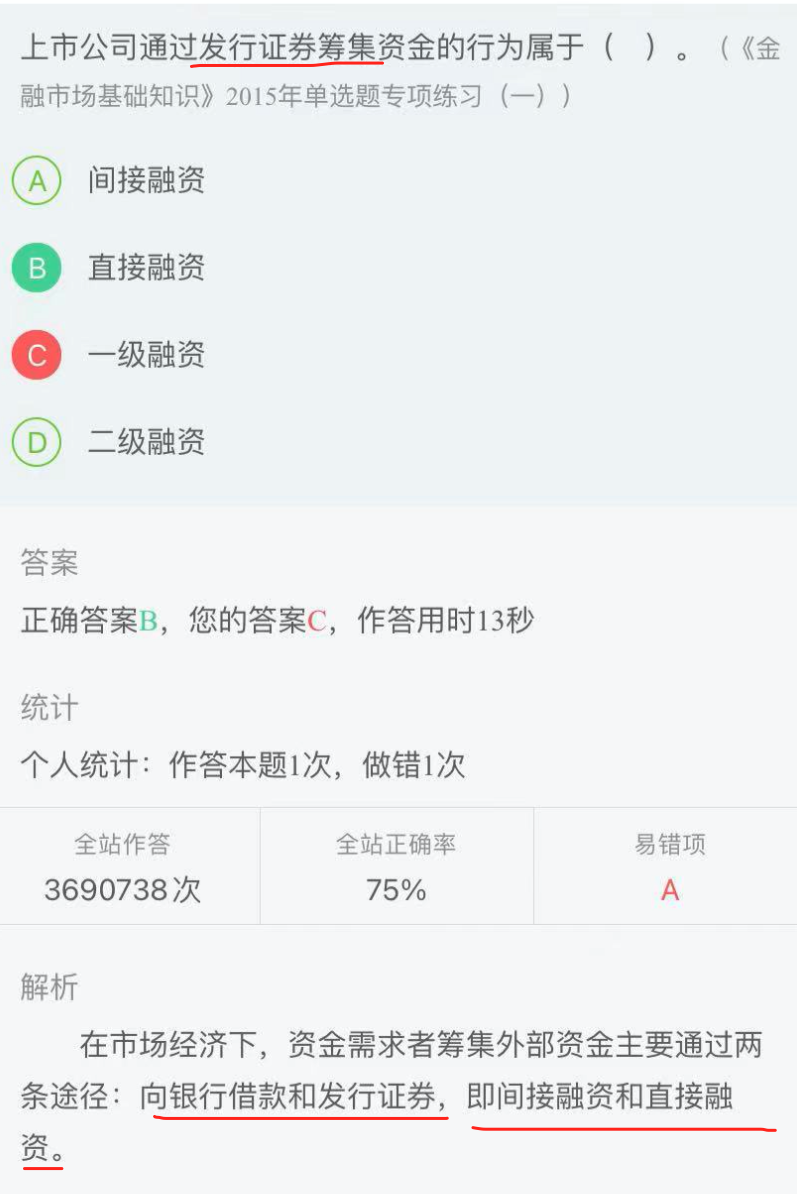 上市公司通过发行证券筹集资金的行为属于（　）。（《金
融市场基础知识》2015年单选题专项练习（一））
A 间接融资
B 直接融资
C 一级融资
D 二级融资
答案
正确答案B，您的答案C，作答用时13秒
统计
个人统计：作答本题1次，做错1次
全站作答 全站正确率 易错项
3690738次 75% A
解析
在市场经济下，资金需求者筹集外部资金主要通过两
条途径：向银行借款和发行证券，即间接融资和直接融
资。